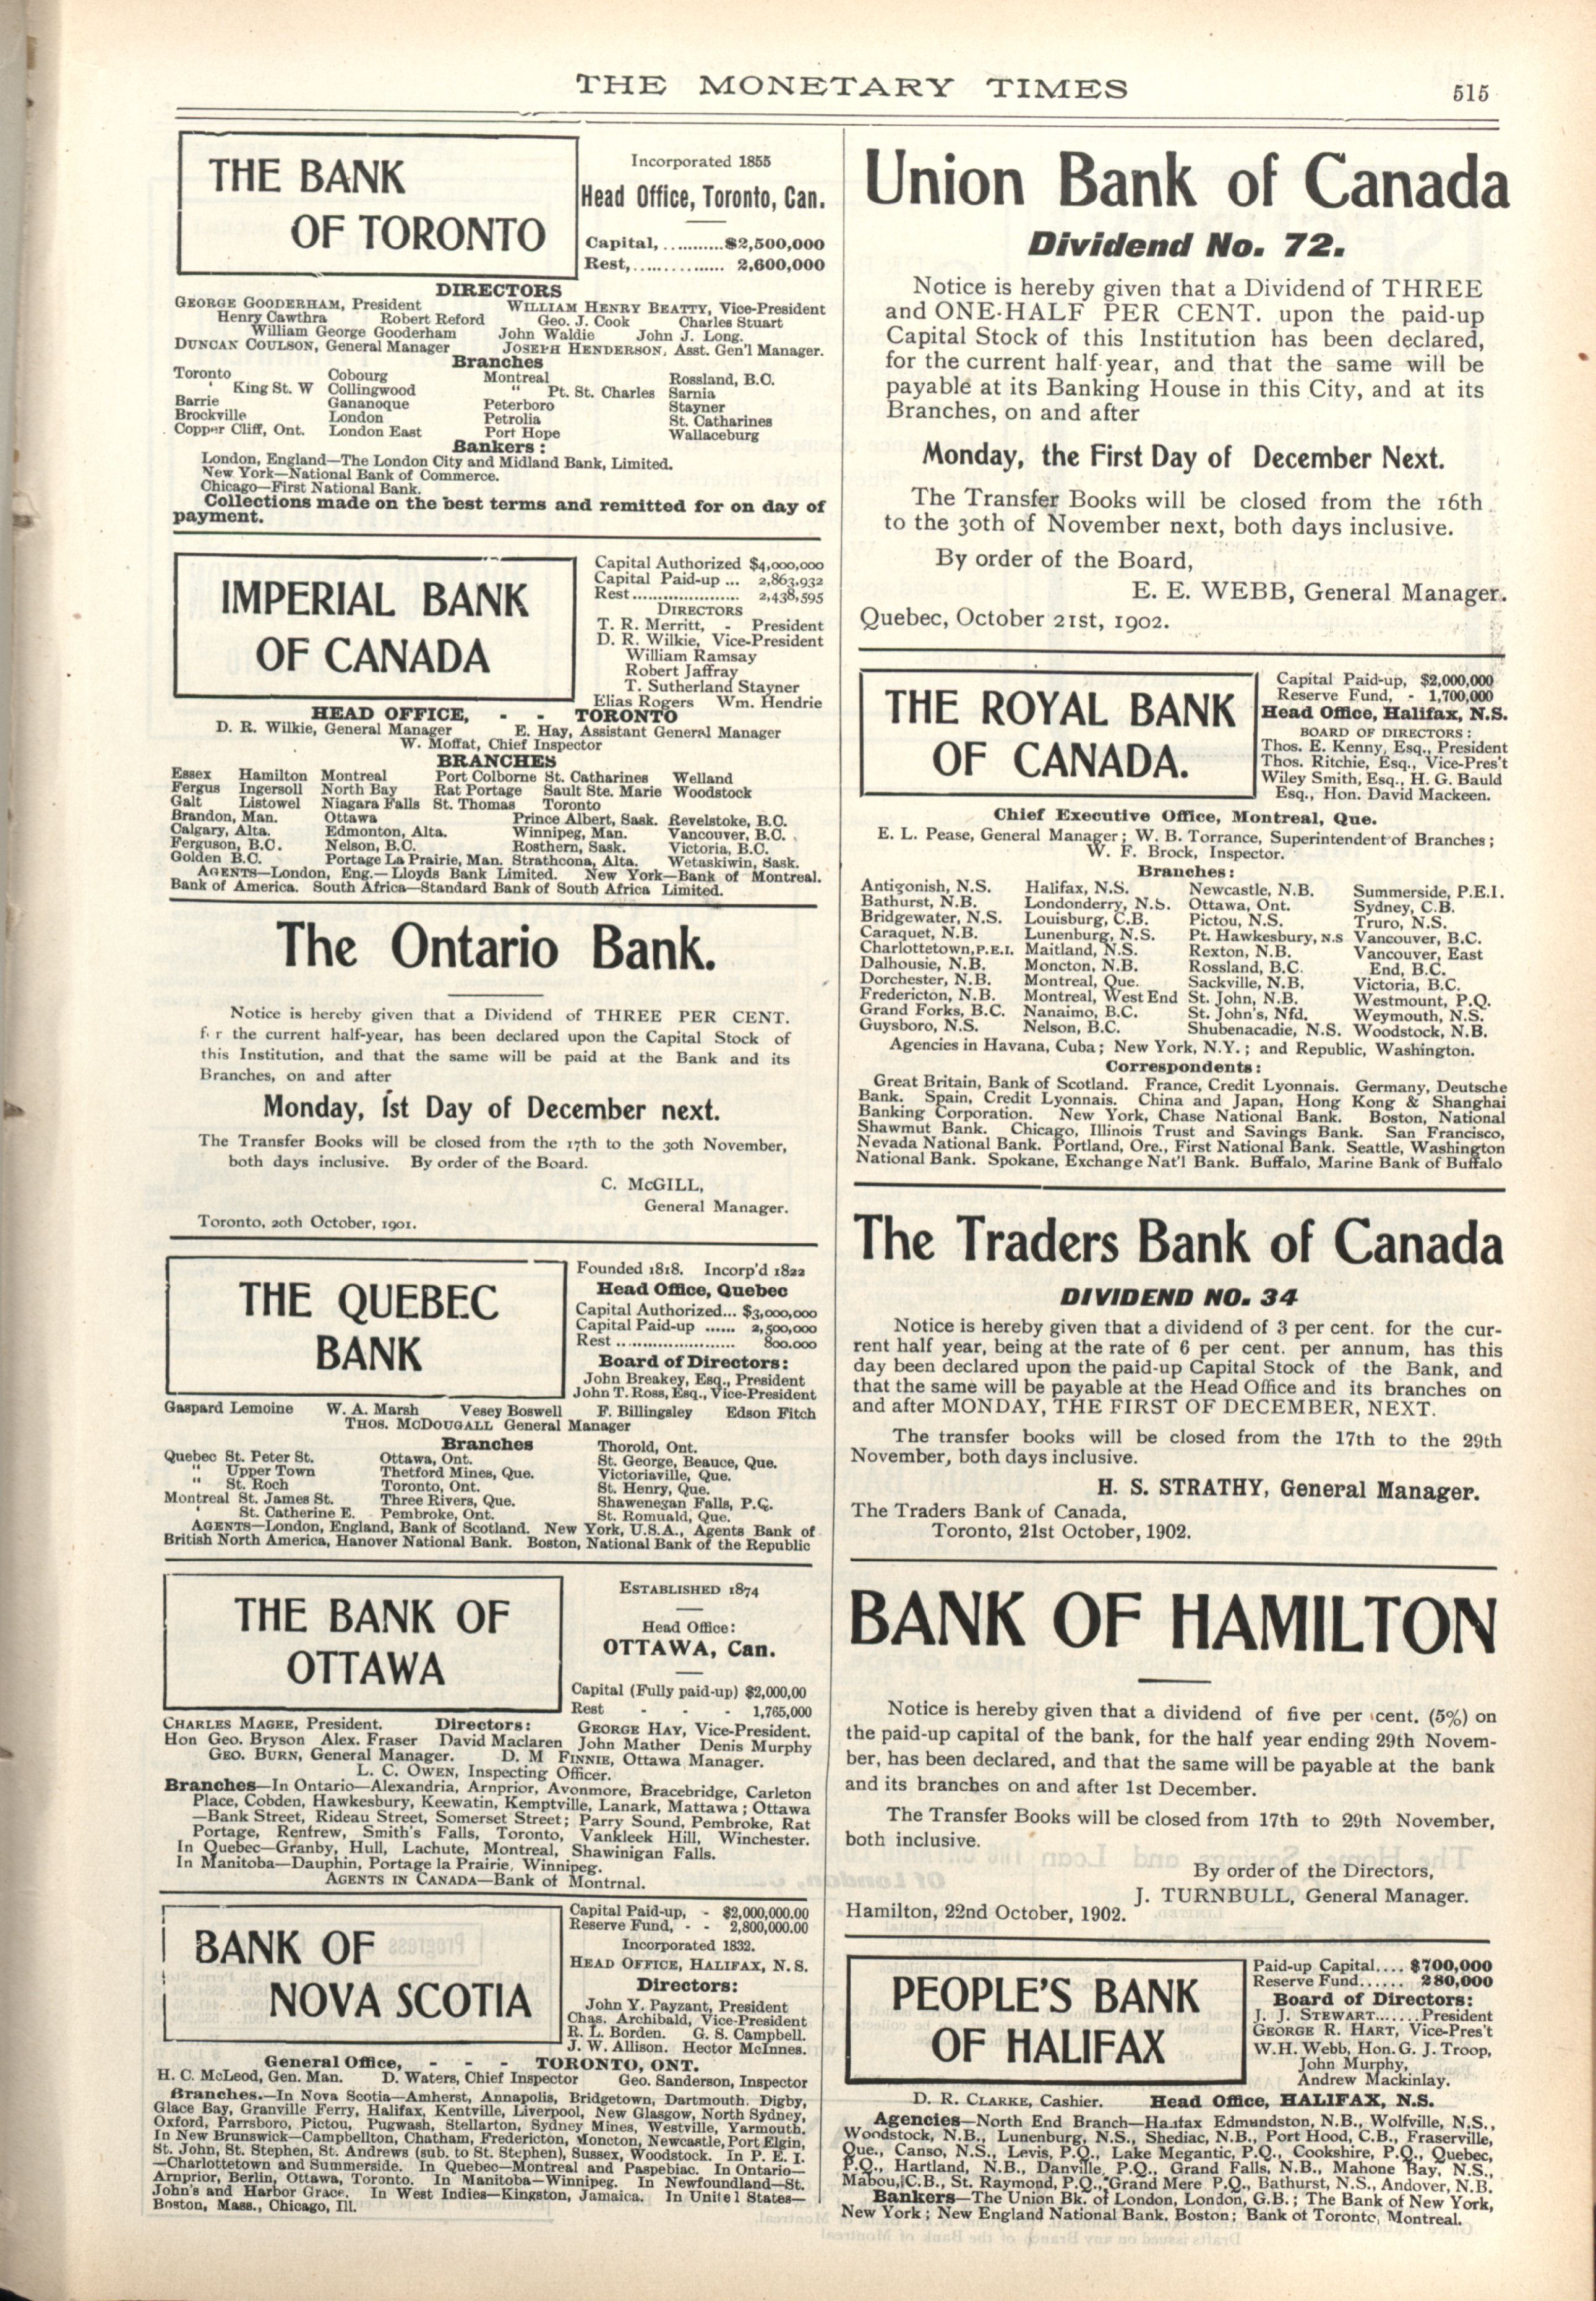 THE MONETARY TIMES
515
THE BANK
OF TORONTO
Incorporated 1855
Head Office, Toronto, Can.
Capital,...........$2,500,000
Rest,................ 2,600,000
DIRECTORS
GEORGE GOODERHAM, President WILLIAM HENRY BEATTY, Vice-President
Henry Cawthra Robert Reford Geo. J. Cook Charles Stuart
William George Gooderham John Waldie John J. Long.
DUNCAN COULSON, General Manager JOSEPH HENDERSON, Asst. Gen'l Manager.
Branches
Toronto Cobourg Montreal Rossland, B.C.
" King St. W Collingwood " Pt. St. Charles Sarnia
Barrie Gananoque Peterboro Stayner
Brockville London Petrolia St. Catharines
Copper Cliff, Ont. London East Port Hope Wallaceburg
Bankers :
London, England—The London City and Midland Bank, Limited.
New York—National Bank of Commerce.
Chicago—First National Bank.
Collections made on the best terms and remitted for on day of
payment.
IMPERIAL BANK
OF CANADA
Capital Authorized $4,000,000
Capital Paid-up ... 2,863,932
Rest ..................... 2,438,595
DIRECTORS
T. R. Merritt, - President
D. R. Wilkie, Vice-President
William Ramsay
Robert Jaffray
T. Sutherland Stayner
Elias Rogers Wm. Hendrie
HEAD OFFICE, - - TORONTO
D. R. Wilkie, General Manager E. Hay, Assistant General Manager
W. Moffat, Chief Inspector
BRANCHES
Essex Hamilton Montreal Port Colborne St. Catharines Welland
Fergus Ingersoll North Bay Rat Portage Sault Ste. Marie Woodstock
Galt Listowel Niagara Falls St. Thomas Toronto
Brandon, Man. Ottawa Prince Albert, Sask. Revelstoke, B.C.
Calgary, Alta. Edmonton, Alta. Winnipeg, Man. Vancouver, B.C.
Ferguson, B.C. Nelson, B.C. Rosthern, Sask. Victoria, B.C.
Golden B.C. Portage La Prairie, Man. Strathcona, Alta. Wetaskiwin, Sask.
AGENTS—London, Eng.—Lloyds Bank Limited. New York—Bank of Montreal.
Bank of America. South Africa—Standard Bank of South Africa Limited.
The Ontario Bank.
Notice is hereby given that a Dividend of THREE PER CENT.
f r the current half-year, has been declared upon the Capital Stock of
this Institution, and that the same will be paid at the Bank and its
Branches, on and after
Monday, 1st Day of December next.
The Transfer Books will be closed from the 17th to the 30th November,
both days inclusive. By order of the Board.
C. McGILL,
General Manager.
Toronto, 20th October, 1901.
THE QUEBEC
BANK
Founded 1818. Incorp'd 1822
Head Office, Quebec
Capital Authorized... $3,000,000
Capital Paid-up ...... 2,500,000
Rest ........................ 800.000
Board of Directors:
John Breakey, Esq., President
John T. Ross, Esq., Vice-President
Gaspard Lemoine W. A. Marsh Vesey Boswell F. Billingsley Edson Fitch
THOS. MCDOUGALL General Manager
Branches Thorold, Ont.
Quebec St. Peter St. Ottawa, Ont. St. George, Beauce, Que.
" Upper Town Thetford Mines, Que. Victoriaville, Que.
" St. Roch Toronto, Ont. St. Henry, Que.
Montreal St. James St. Three Rivers, Que. Shawenegan Falls, P.Q.
' St. Catherine E. Pembroke, Ont. St. Romuald, Que.
AGENTS—London, England, Bank of Scotland. New York, U.S.A., Agents Bank of
British North America, Hanover National Bank. Boston, National Bank of the Republic
THE BANK OF
OTTAWA
ESTABLISHED 1874
Head Office:
OTTAWA, Can.
Capital (Fully paid-up) $2,000,00
Rest - - - 1,765,000
CHARLES MAGEE, President. Directors: GEORGE HAY, Vice-President.
Hon Geo. Bryson Alex. Fraser David Maclaren John Mather Denis Murphy
GEO. BURN, General Manager. D. M FINNIE, Ottawa Manager.
L. C. OWEN, Inspecting Officer.
Branches—In Ontario—Alexandria, Arnprior, Avonmore, Bracebridge, Carleton
Place, Cobden, Hawkesbury, Keewatin, Kemptville, Lanark, Mattawa ; Ottawa
—Bank Street, Rideau Street, Somerset Street; Parry Sound, Pembroke, Rat
Portage, Renfrew, Smith's Falls, Toronto, Vankleek Hill, Winchester.
In Quebec—Granby, Hull, Lachute, Montreal, Shawinigan Falls.
In Manitoba—Dauphin, Portage la Prairie, Winnipeg.
AGENTS IN CANADA—Bank of Montrnal.
BANK OF
NOVA SCOTIA
Capital Paid-up, - $2,000,000.00
Reserve Fund, - - 2,800,000.00
Incorporated 1832.
HEAD OFFICE, HALIFAX, N. S.
Directors:
John Y. Payzant, President
Chas. Archibald, Vice-President
R. L. Borden. G. S. Campbell.
J. W. Allison. Hector McInnes.
General Office, - - - TORONTO, ONT.
H. C. McLeod, Gen. Man. D. Waters, Chief Inspector Geo. Sanderson, Inspector
Branches.—In Nova Scotia—Amherst, Annapolis, Bridgetown, Dartmouth, Digby,
Glace Bay, Granville Ferry, Halifax, Kentville, Liverpool, New Glasgow, North Sydney,
Oxford, Parrsboro, Pictou, Pugwash, Stellarton, Sydney Mines, Westville, Yarmouth.
In New Brunswick—Campbellton, Chatham, Fredericton, Moncton, Newcastle, Port Elgin,
St. John, St. Stephen, St. Andrews (sub. to St. Stephen), Sussex, Woodstock. In P. E. I.
—Charlottetown and Summerside. In Quebec—Montreal and Paspebiac. In Ontario—
Arnprior, Berlin, Ottawa, Toronto. In Manitoba—Winnipeg. In Newfoundland—St.
John's and Harbor Grace. In West Indies—Kingston, Jamaica. In United States—
Boston, Mass., Chicago, Ill.
Union Bank of Canada
Dividend No. 72.
Notice is hereby given that a Dividend of THREE
and ONE-HALF PER CENT. upon the paid-up
Capital Stock of this Institution has been declared,
for the current half-year, and that the same will be
payable at its Banking House in this City, and at its
Branches, on and after
Monday, the First Day of December Next.
The Transfer Books will be closed from the 16th
to the 30th of November next, both days inclusive.
By order of the Board,
E. E. WEBB, General Manager.
Quebec, October 21st, 1902.
THE ROYAL BANK
OF CANADA.
Capital Paid-up, $2,000,000
Reserve Fund, - 1,700,000
Head Office, Halifax, N.S.
BOARD OF DIRECTORS :
Thos. E. Kenny, Esq., President
Thos. Ritchie, Esq., Vice-Pres't
Wiley Smith, Esq., H. G. Bauld
Esq., Hon. David Mackeen.
Chief Executive Office, Montreal, Que.
E. L. Pease, General Manager ; W. B. Torrance, Superintendent of Branches ;
W. F. Brock, Inspector.
Branches :
Antigonish, N.S. Halifax, N.S. Newcastle, N.B. Summerside, P.E.I.
Bathurst, N.B. Londonderry, N.S. Ottawa, Ont. Sydney, C.B.
Bridgewater, N.S. Louisburg, C.B. Pictou, N.S. Truro, N.S.
Caraquet, N.B. Lunenburg, N.S. Pt. Hawkesbury, N.S Vancouver, B.C.
Charlottetown, P.E.I. Maitland, N.S. Rexton, N.B. Vancouver, East
Dalhousie, N.B. Moncton, N.B. Rossland, B.C. End, B.C.
Dorchester, N.B. Montreal, Que. Sackville, N.B, Victoria, B.C.
Fredericton, N.B. Montreal, West End St. John, N.B. Westmount, P.Q.
Grand Forks, B.C. Nanaimo, B.C. St. John's, Nfd. Weymouth, N.S.
Guysboro, N.S. Nelson, B.C. Shubenacadie, N.S. Woodstock, N.B.
Agencies in Havana, Cuba ; New York, N.Y. ; and Republic, Washington.
Correspondents :
Great Britain, Bank of Scotland. France, Credit Lyonnais. Germany, Deutsche
Bank. Spain, Credit Lyonnais. China and Japan, Hong Kong & Shanghai
Banking Corporation. New York, Chase National Bank. Boston, National
Shawmut Bank. Chicago, Illinois Trust and Savings Bank. San Francisco,
Nevada National Bank. Portland, Ore., First National Bank. Seattle, Washington
National Bank. Spokane, Exchange Nat'l Bank. Buffalo, Marine Bank of Buffalo
The Traders Bank of Canada
DIVIDEND NO. 34
Notice is hereby given that a dividend of 3 per cent. for the cur-
rent half year, being at the rate of 6 per cent. per annum, has this
day been declared upon the paid-up Capital Stock of the Bank, and
that the same will be payable at the Head Office and its branches on
and after MONDAY, THE FIRST OF DECEMBER, NEXT.
The transfer books will be closed from the 17th to the 29th
November, both days inclusive.
H. S. STRATHY, General Manager.
The Traders Bank of Canada,
Toronto, 21st October, 1902.
BANK OF HAMILTON
Notice is hereby given that a dividend of five per cent. (5%) on
the paid-up capital of the bank, for the half year ending 29th Novem-
ber, has been declared, and that the same will be payable at the bank
and its branches on and after 1st December.
The Transfer Books will be closed from 17th to 29th November,
both inclusive.
By order of the Directors,
J. TURNBULL, General Manager.
Hamilton, 22nd October, 1902.
PEOPLE'S BANK
OF HALIFAX
Paid-up Capital.... $700,000
Reserve Fund...... 280,000
Board of Directors:
J. J. STEWART.......President
GEORGE R. HART, Vice-Pres't
W.H. Webb, Hon. G. J. Troop,
John Murphy,
Andrew Mackinlay.
D. R. CLARKE, Cashier. Head Office, HALIFAX, N.S.
Agencies—North End Branch—Halifax Edmundston, N.B., Wolfville, N.S.,
Woodstock, N.B., Lunenburg, N.S., Shediac, N.B., Port Hood, C.B., Fraserville,
Que., Canso, N.S., Levis, P.Q., Lake Megantic, P.Q., Cookshire, P.Q., Quebec,
P.Q., Hartland, N.B., Danville, P.Q., Grand Falls, N.B., Mahone Bay, N.S.,
Mabou, C.B., St. Raymond, P.Q., Grand Mere P.Q., Bathurst, N.S., Andover, N.B.
Bankers—The Union Bk. of London, London, G.B. ; The Bank of New York,
New York ; New England National Bank, Boston ; Bank of Toronto, Montreal.